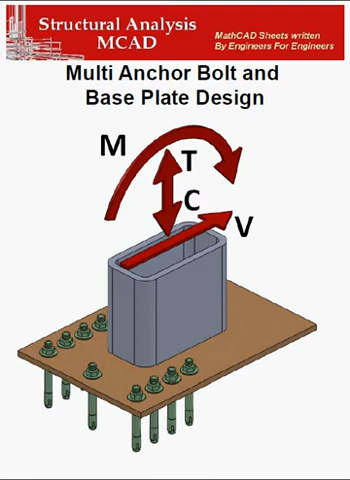 Structural Analysis
MCAD
MathCAD Sheets written
By Engineers For Engineers
Multi Anchor Bolt and
Base Plate Design
M
T
C
V